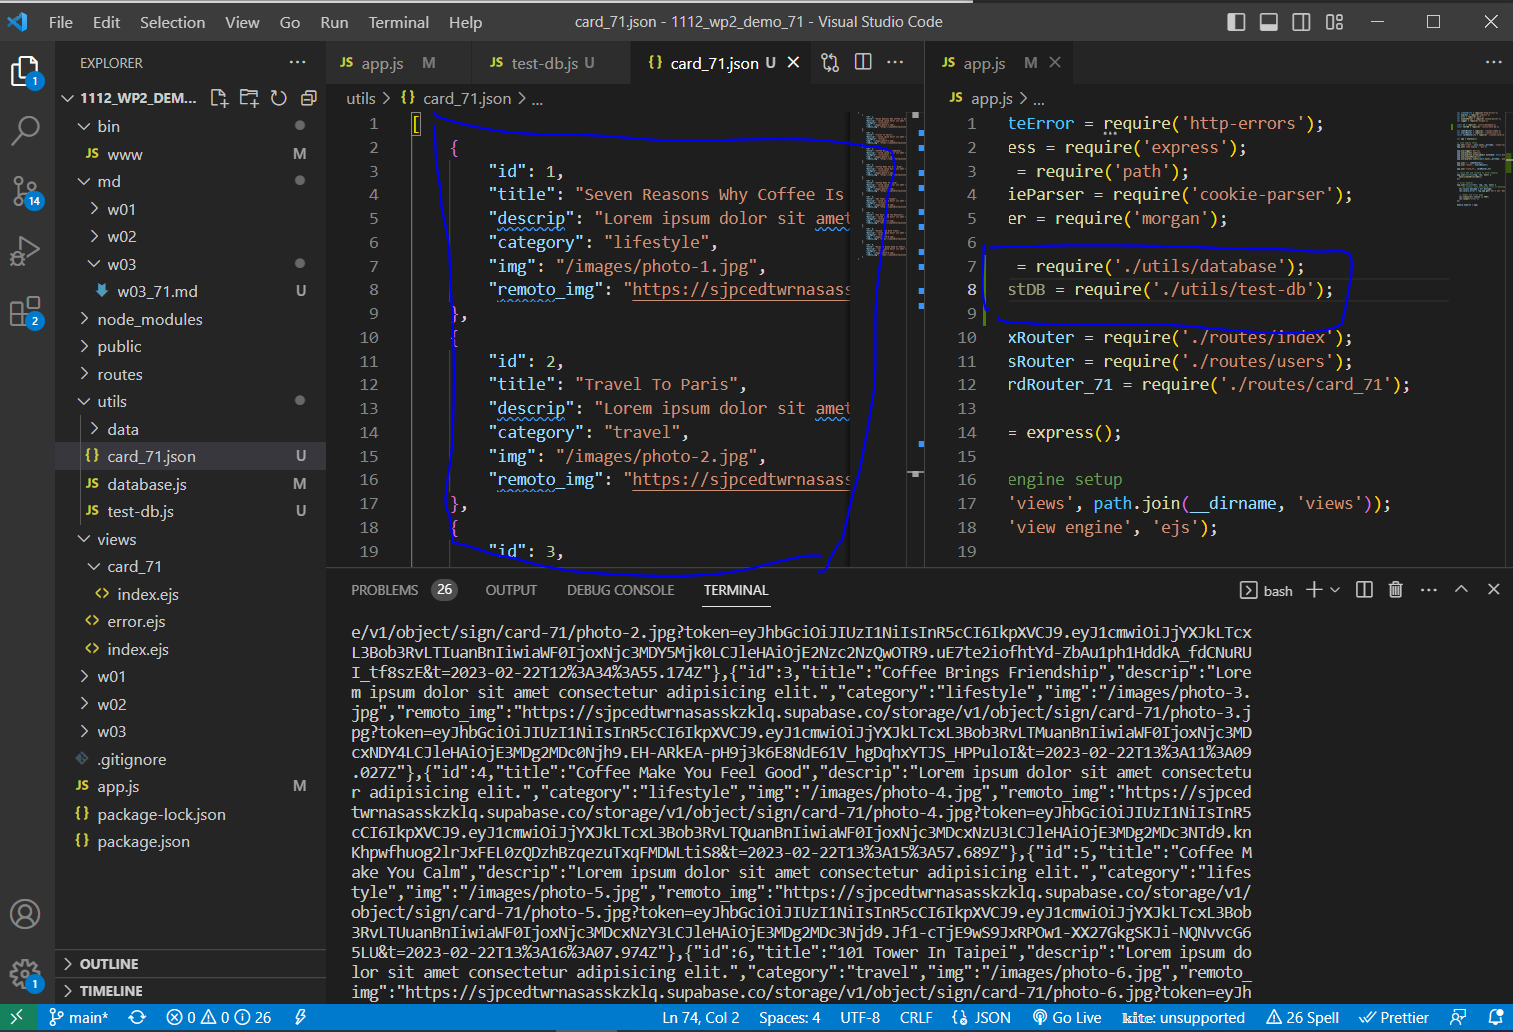 File Edit Selection View Go Run Terminal Help
card_71.json - 1112_wp2_demo_71 - Visual Studio Code
EXPLORER
1112_WP2_DEM...
bin
JS www M
md
w01
w02
w03
w03_71.md U
node_modules
public
routes
utils
data
{} card_71.json U
JS database.js M
JS test-db.js U
views
card_71
<> index.ejs
<> error.ejs
<> index.ejs
w01
w02
w03
.gitignore
JS app.js M
{} package-lock.json
{} package.json
OUTLINE
TIMELINE
1
14
2
1
JS app.js M
JS test-db.js U
{} card_71.json U
utils > {} card_71.json > ...
1 [
2 {
3 "id": 1,
4 "title": "Seven Reasons Why Coffee Is
5 "descrip": "Lorem ipsum dolor sit amet
6 "category": "lifestyle",
7 "img": "/images/photo-1.jpg",
8 "remoto_img": "https://sjpcedtwrnasass
9 },
10 {
11 "id": 2,
12 "title": "Travel To Paris",
13 "descrip": "Lorem ipsum dolor sit amet
14 "category": "travel",
15 "img": "/images/photo-2.jpg",
16 "remoto_img": "https://sjpcedtwrnasass
17 },
18 {
19 "id": 3,
JS app.js M
JS app.js > ...
1 teError = require('http-errors');
2 ess = require('express');
3 = require('path');
4 ieParser = require('cookie-parser');
5 er = require('morgan');
6
7 = require('./utils/database');
8 stDB = require('./utils/test-db');
9
10 xRouter = require('./routes/index');
11 sRouter = require('./routes/users');
12 rdRouter_71 = require('./routes/card_71');
13
14 = express();
15
16 engine setup
17 'views', path.join(__dirname, 'views'));
18 'view engine', 'ejs');
19
PROBLEMS 26 OUTPUT DEBUG CONSOLE TERMINAL
bash
e/v1/object/sign/card-71/photo-2.jpg?token=eyJhbGciOiJIUzI1NiIsInR5cCI6IkpXVCJ9.eyJ1cmwiOiJjYXJkLTcx
L3Bob3RvLTIuanBnIiwiaWF0IjoxNjc3MDY5Mjk0LCJleHAiOjE2Nzc2NzQwOTR9.uE7te2iofhtYd-ZbAu1ph1HddkA_fdCNuRU
I_tf8szE&t=2023-02-22T12%3A34%3A55.174Z"},{"id":3,"title":"Coffee Brings Friendship","descrip":"Lore
m ipsum dolor sit amet consectetur adipisicing elit.","category":"lifestyle","img":"/images/photo-3.
jpg","remoto_img":"https://sjpcedtwrnasasskzklq.supabase.co/storage/v1/object/sign/card-71/photo-3.j
pg?token=eyJhbGciOiJIUzI1NiIsInR5cCI6IkpXVCJ9.eyJ1cmwiOiJjYXJkLTcxL3Bob3RvLTMuanBnIiwiaWF0IjoxNjc3MD
cxNDY4LCJleHAiOjE3MDg2MDc0Njh9.EH-ARkEA-pH9j3k6E8NdE61V_hgDqhxYTJS_HPPuloI&t=2023-02-22T13%3A11%3A09
.027Z"},{"id":4,"title":"Coffee Make You Feel Good","descrip":"Lorem ipsum dolor sit amet consectetu
r adipisicing elit.","category":"lifestyle","img":"/images/photo-4.jpg","remoto_img":"https://sjpced
twrnasasskzklq.supabase.co/storage/v1/object/sign/card-71/photo-4.jpg?token=eyJhbGciOiJIUzI1NiIsInR5
cCI6IkpXVCJ9.eyJ1cmwiOiJjYXJkLTcxL3Bob3RvLTQuanBnIiwiaWF0IjoxNjc3MDcxNzU3LCJleHAiOjE3MDg2MDc3NTd9.kn
Khpwfhuog2lrJxFEL0zQDzhBzqezuTxqFMDWLtiS8&t=2023-02-22T13%3A15%3A57.689Z"},{"id":5,"title":"Coffee M
ake You Calm","descrip":"Lorem ipsum dolor sit amet consectetur adipisicing elit.","category":"lifes
tyle","img":"/images/photo-5.jpg","remoto_img":"https://sjpcedtwrnasasskzklq.supabase.co/storage/v1/
object/sign/card-71/photo-5.jpg?token=eyJhbGciOiJIUzI1NiIsInR5cCI6IkpXVCJ9.eyJ1cmwiOiJjYXJkLTcxL3Bob
3RvLTUuanBnIiwiaWF0IjoxNjc3MDcxNzY3LCJleHAiOjE3MDg2MDc3Njd9.Jf1-cTjE9wS9JxRPOw1-XX27GkgSKJi-NQNvvcG6
5LU&t=2023-02-22T13%3A16%3A07.974Z"},{"id":6,"title":"101 Tower In Taipei","descrip":"Lorem ipsum do
lor sit amet consectetur adipisicing elit.","category":"travel","img":"/images/photo-6.jpg","remoto_
img":"https://sjpcedtwrnasasskzklq.supabase.co/storage/v1/object/sign/card-71/photo-6.jpg?token=eyJh
main* 0 0 26 Ln 74, Col 2 Spaces: 4 UTF-8 CRLF {} JSON Go Live kite: unsupported 26 Spell Prettier